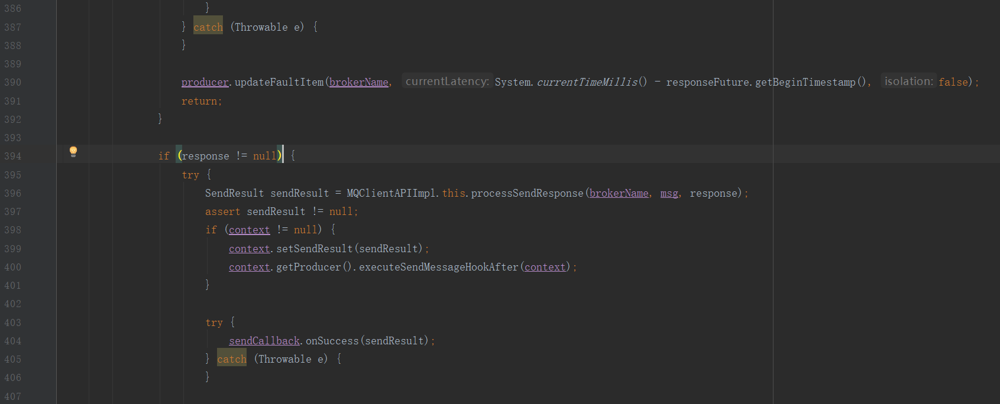 386                               }
387                           } catch (Throwable e) {
388                           }
389
390                           producer.updateFaultItem(brokerName, currentLatency: System.currentTimeMillis() - responseFuture.getBeginTimestamp(), isolation: false);
391                           return;
392                       }
393
394                       if (response != null) {
395                           try {
396                               SendResult sendResult = MQClientAPIImpl.this.processSendResponse(brokerName, msg, response);
397                               assert sendResult != null;
398                               if (context != null) {
399                                   context.setSendResult(sendResult);
400                                   context.getProducer().executeSendMessageHookAfter(context);
401                               }
402
403                               try {
404                                   sendCallback.onSuccess(sendResult);
405                               } catch (Throwable e) {
406                               }
407